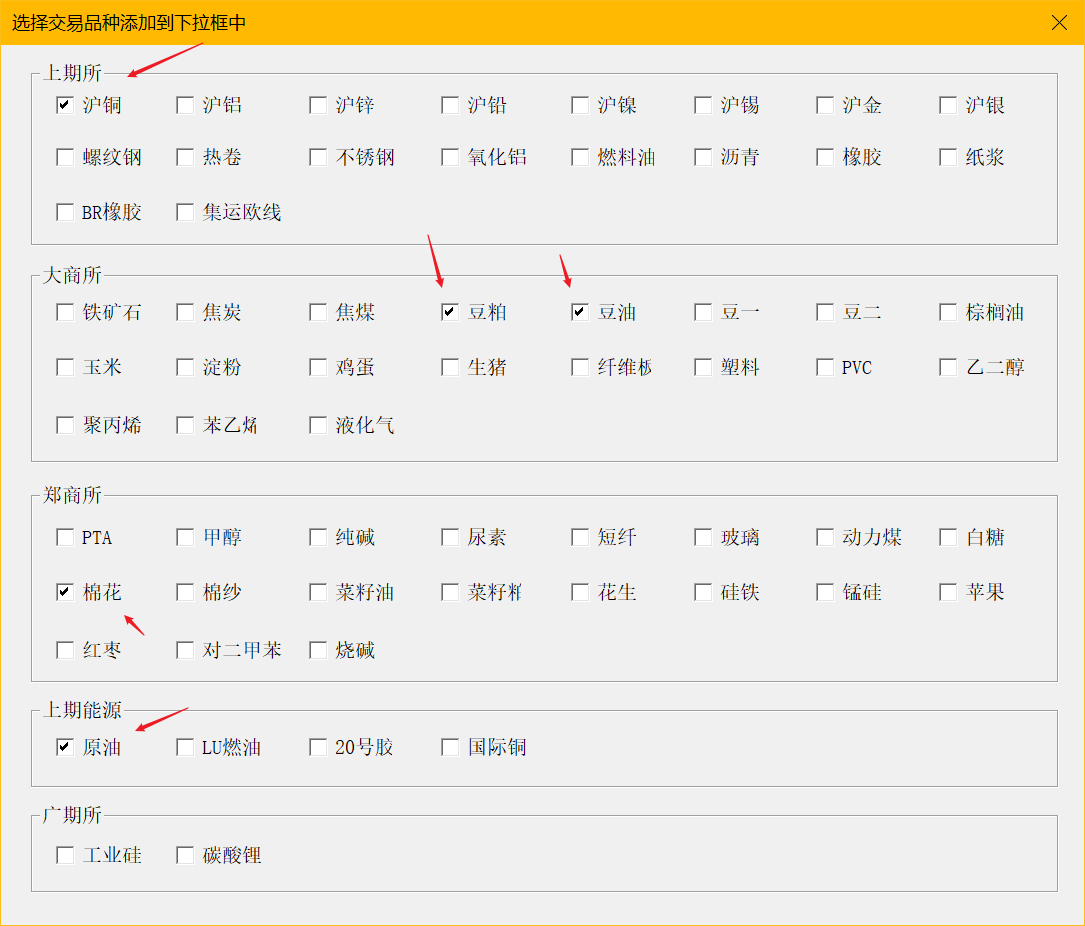 选择交易品种添加到下拉框中
上期所
沪铜 沪铝 沪锌 沪铅 沪镍 沪锡 沪金 沪银
螺纹钢 热卷 不锈钢 氧化铝 燃料油 沥青 橡胶 纸浆
BR橡胶 集运欧线
大商所
铁矿石 焦炭 焦煤 豆粕 豆油 豆一 豆二 棕榈油
玉米 淀粉 鸡蛋 生猪 纤维板 塑料 PVC 乙二醇
聚丙烯 苯乙烯 液化气
郑商所
PTA 甲醇 纯碱 尿素 短纤 玻璃 动力煤 白糖
棉花 棉纱 菜籽油 菜籽粕 花生 硅铁 锰硅 苹果
红枣 对二甲苯 烧碱
上期能源
原油 LU燃油 20号胶 国际铜
广期所
工业硅 碳酸锂